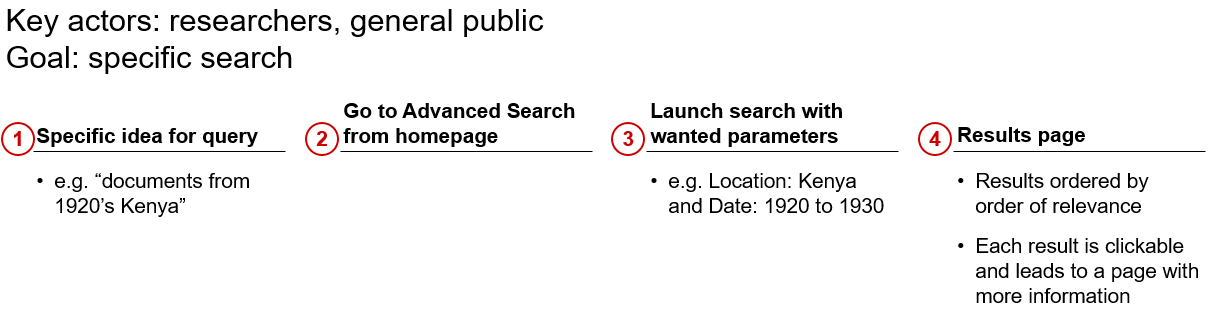 Key actors: researchers, general public
Goal: specific search
1 Specific idea for query
• e.g. “documents from
1920’s Kenya”
2 Go to Advanced Search
from homepage
3 Launch search with
wanted parameters
• e.g. Location: Kenya
and Date: 1920 to 1930
4 Results page
• Results ordered by
order of relevance
• Each result is clickable
and leads to a page with
more information